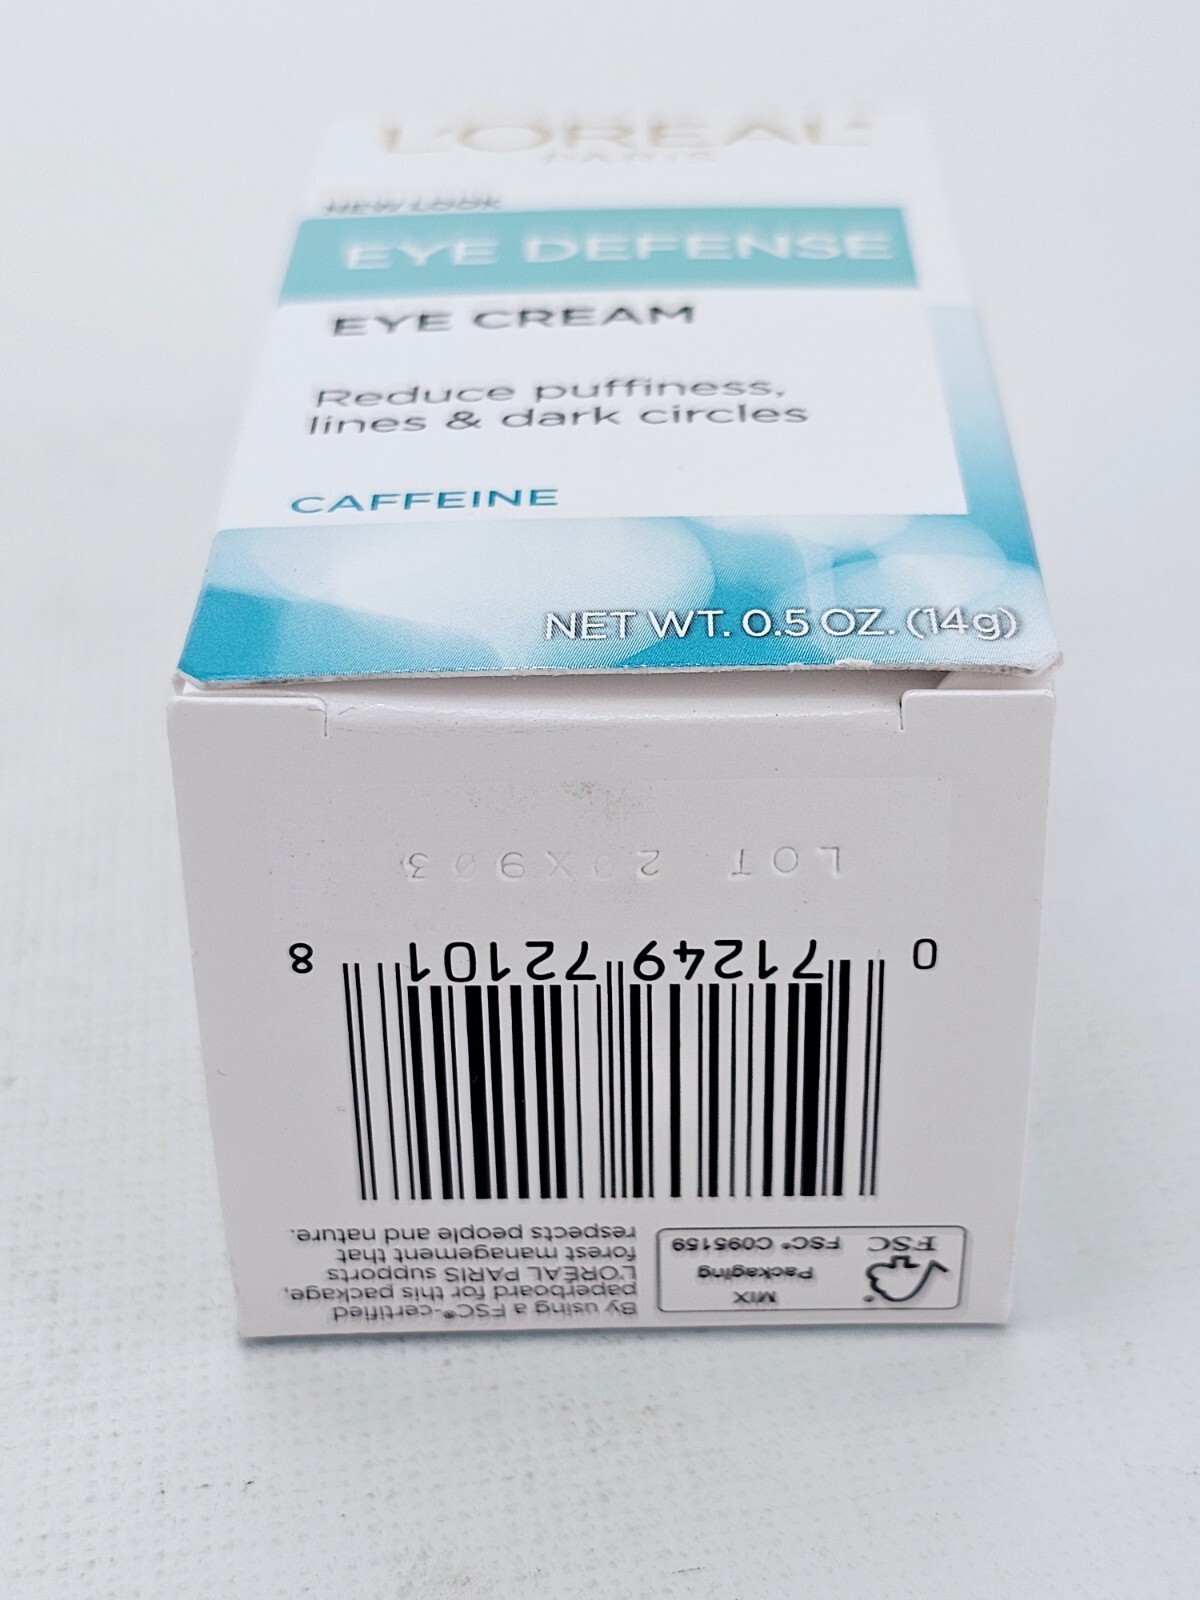 L'ORÉAL
PARIS
NEW LOOK
EYE DEFENSE
EYE CREAM
Reduce puffiness,
lines & dark circles
CAFFEINE
NET WT. 0.5 OZ. (14g)
LOT 20X903
0 71249 72101 8
MIX
Packaging
FSC® C095159
FSC
By using a FSC®-certified
paperboard for this package,
L'ORÉAL PARIS supports
forest management that
respects people and nature.